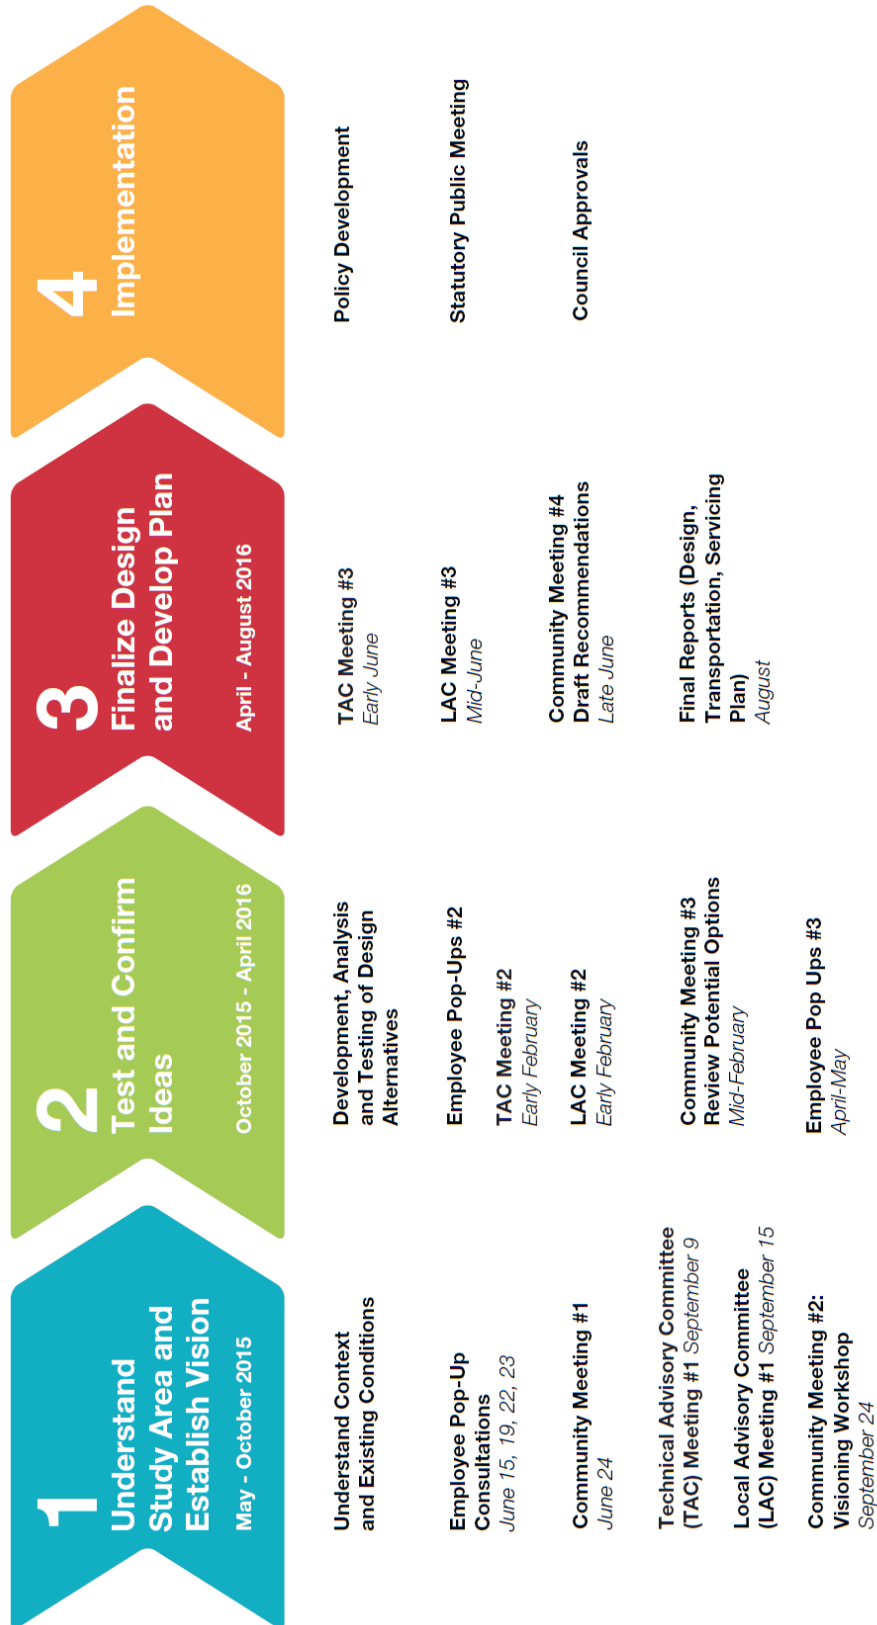 1
Understand
Study Area and
Establish Vision
May - October 2015
Understand Context
and Existing Conditions
Employee Pop-Up
Consultations
June 15, 19, 22, 23
Community Meeting #1
June 24
Technical Advisory Committee
(TAC) Meeting #1 September 9
Local Advisory Committee
(LAC) Meeting #1 September 15
Community Meeting #2:
Visioning Workshop
September 24
2
Test and Confirm
Ideas
October 2015 - April 2016
Development, Analysis
and Testing of Design
Alternatives
Employee Pop-Ups #2
TAC Meeting #2
Early February
LAC Meeting #2
Early February
Community Meeting #3
Review Potential Options
Mid-February
Employee Pop Ups #3
April-May
3
Finalize Design
and Develop Plan
April - August 2016
TAC Meeting #3
Early June
LAC Meeting #3
Mid-June
Community Meeting #4
Draft Recommendations
Late June
Final Reports (Design,
Transportation, Servicing
Plan)
August
4
Implementation
Policy Development
Statutory Public Meeting
Council Approvals